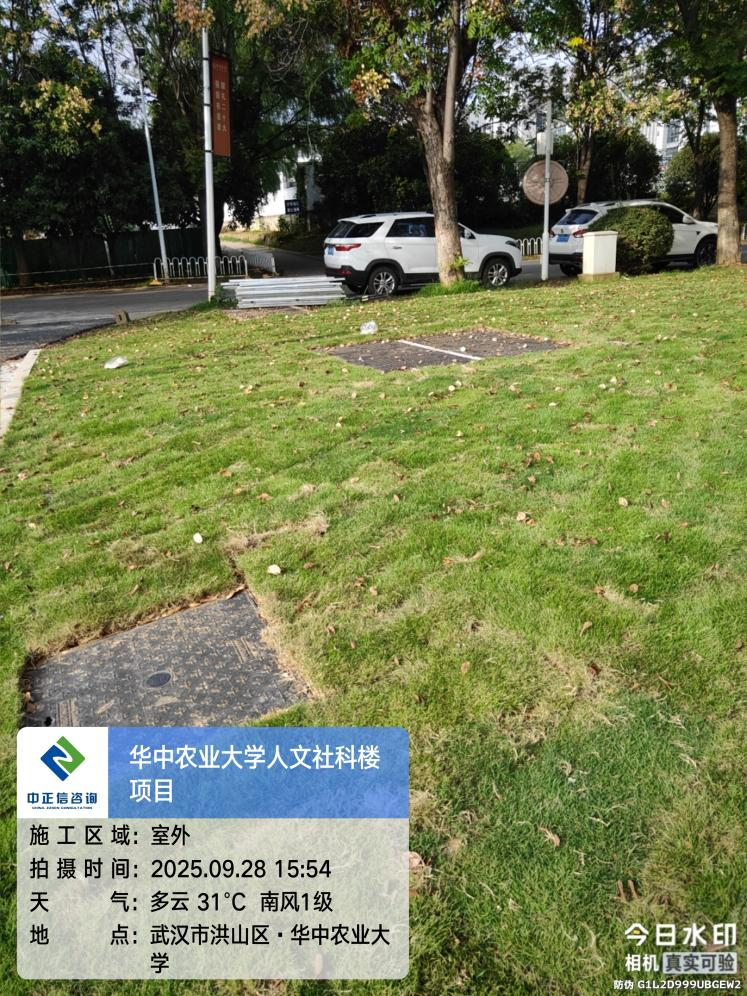 中正信咨询
CHINA ZZXIN CONSULTATION
华中农业大学人文社科楼
项目
施工区域：室外
拍摄时间：2025.09.28 15:54
天气：多云 31℃ 南风1级
地点：武汉市洪山区·华中农业大
学
今日水印
相机 真实可验
防伪 G1L2D999UBGEW2